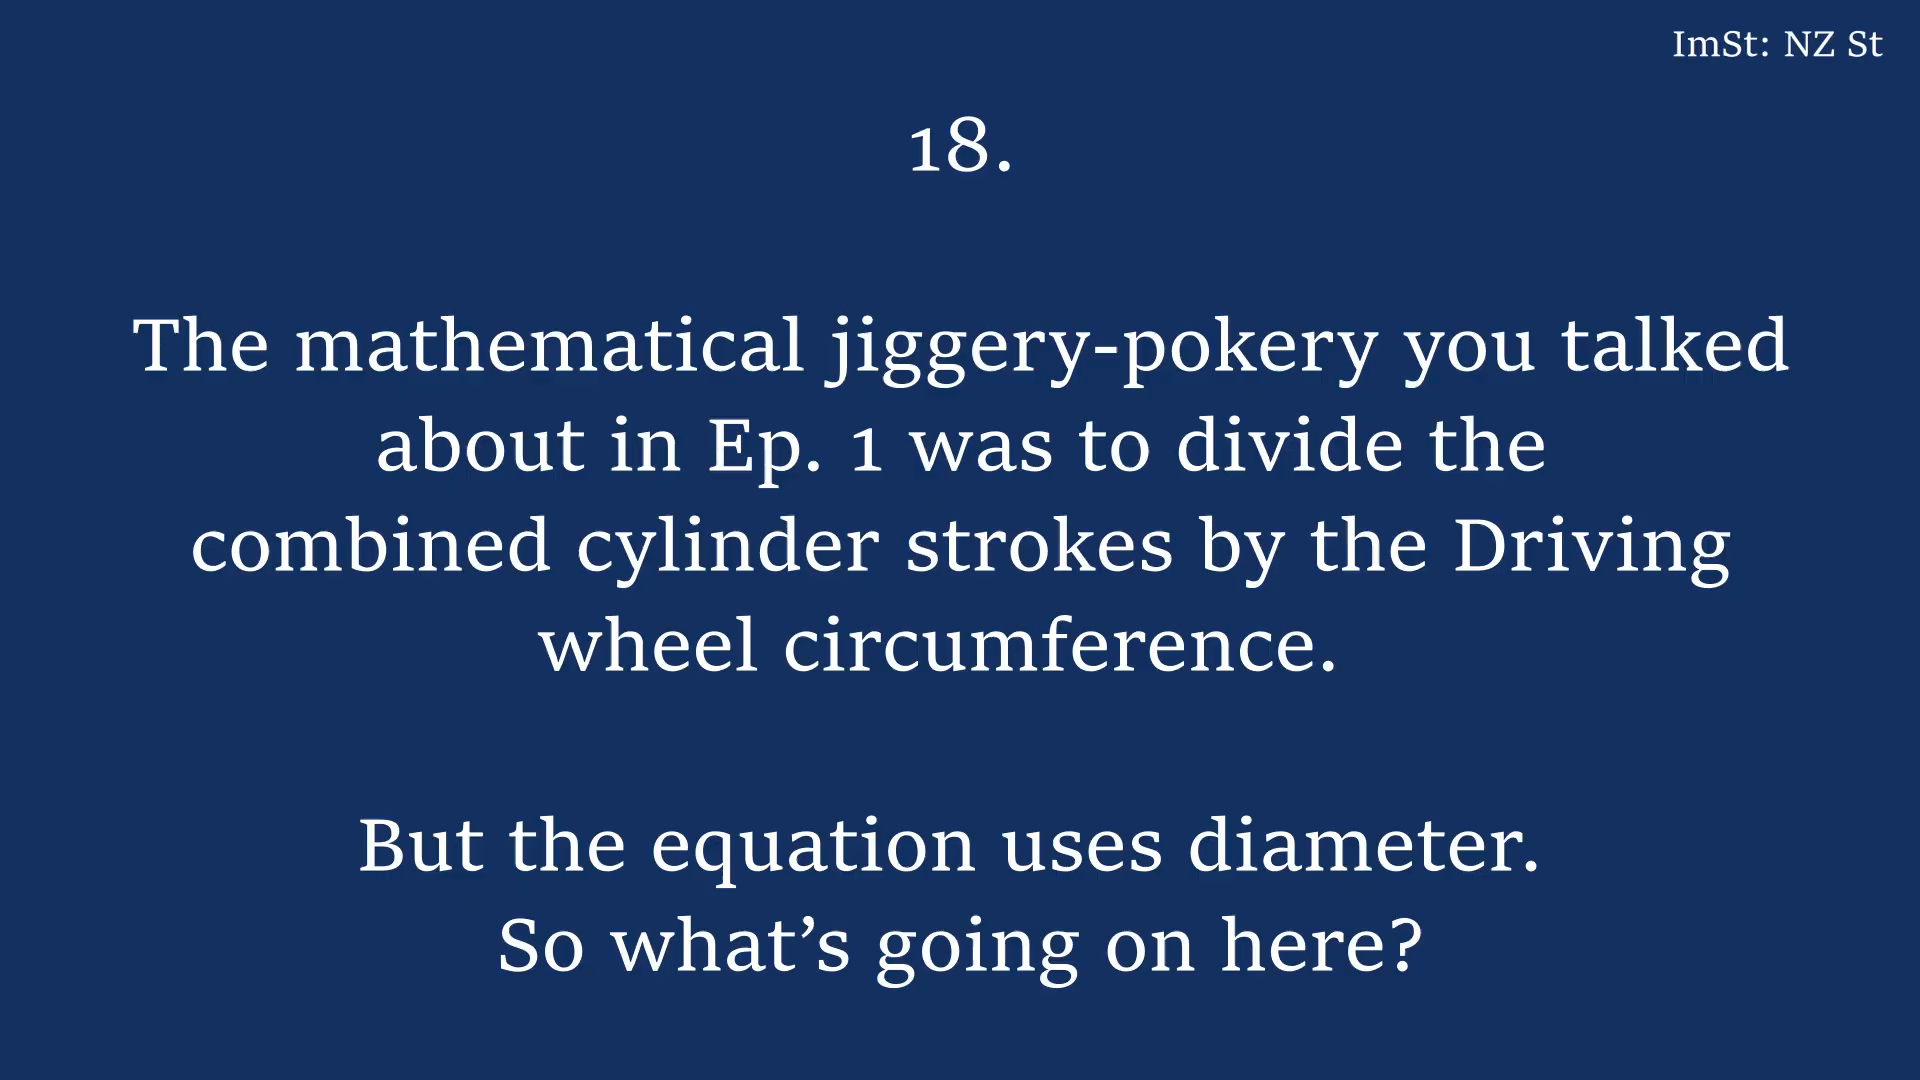 ImSt: NZ St
18.
The mathematical jiggery-pokery you talked
about in Ep. 1 was to divide the
combined cylinder strokes by the Driving
wheel circumference.
But the equation uses diameter.
So what’s going on here?